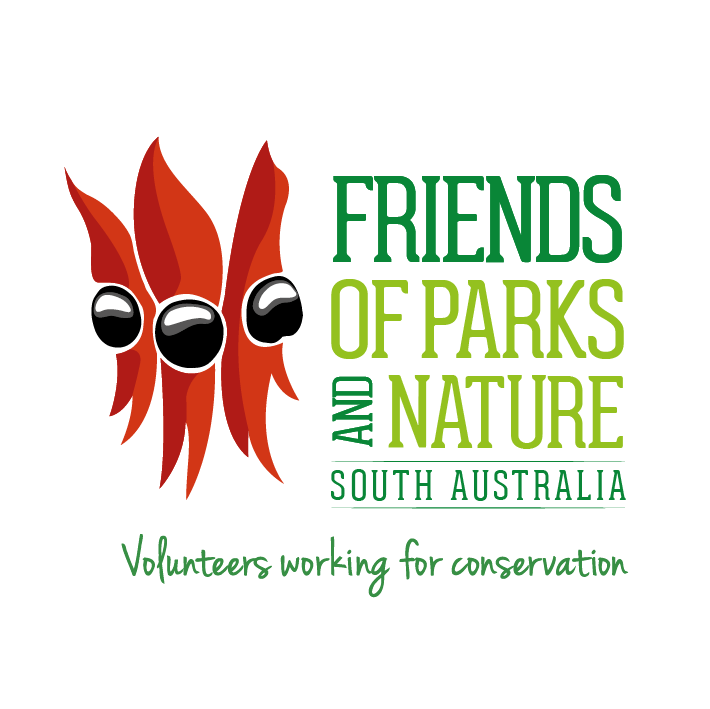 FRIENDS
OF PARKS
AND NATURE
SOUTH AUSTRALIA
Volunteers working for conservation